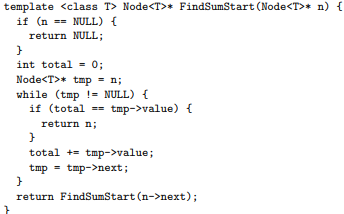 template <class T> Node<T>* FindSumStart(Node<T>* n) {
  if (n == NULL) {
    return NULL;
  }
  int total = 0;
  Node<T>* tmp = n;
  while (tmp != NULL) {
    if (total == tmp->value) {
      return n;
    }
    total += tmp->value;
    tmp = tmp->next;
  }
  return FindSumStart(n->next);
}